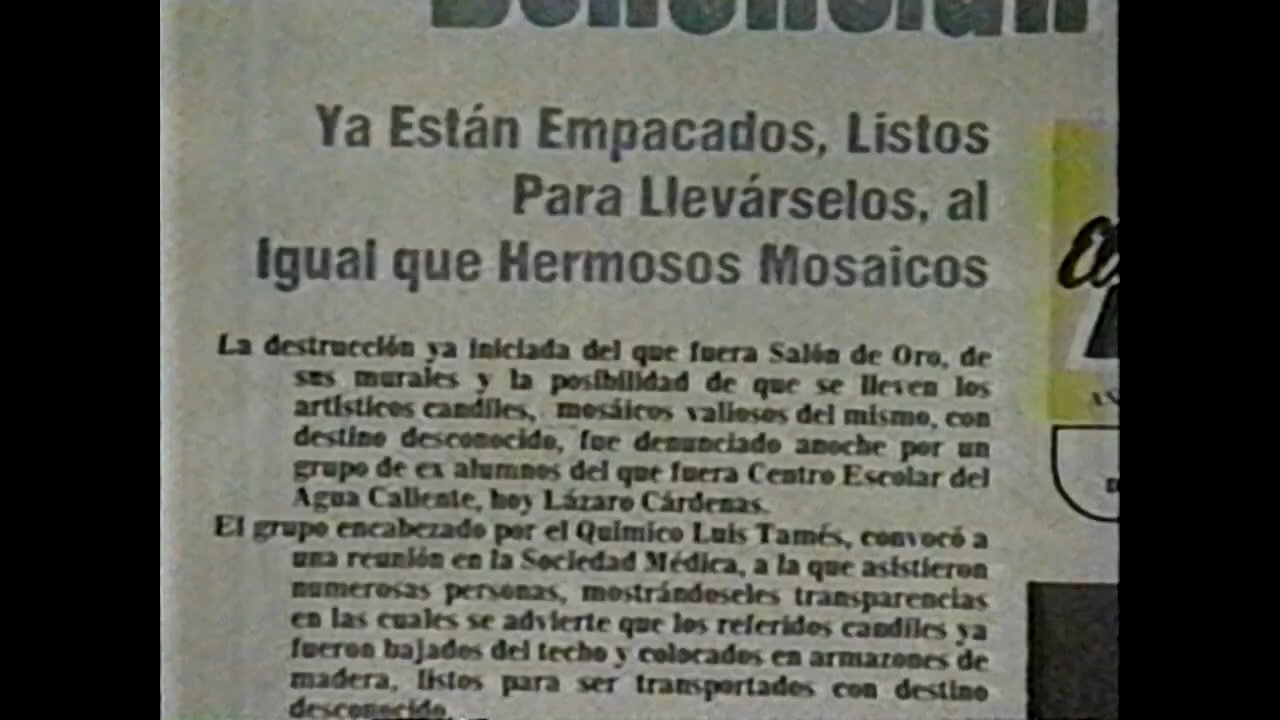 Ya Están Empacados, Listos
Para Llevárselos, al
Igual que Hermosos Mosaicos
La destrucción ya iniciada del que fuera Salón de Oro, de
sus murales y la posibilidad de que se lleven los
artísticos candiles, mosáicos valiosos del mismo, con
destino desconocido, fue denunciado anoche por un
grupo de ex alumnos del que fuera Centro Escolar del
Agua Caliente, hoy Lázaro Cárdenas.
El grupo encabezado por el Químico Luis Tamés, convocó a
una reunión en la Sociedad Médica, a la que asistieron
numerosas personas, mostrándoseles transparencias
en las cuales se advierte que los referidos candiles ya
fueron bajados del techo y colocados en armazones de
madera, listos para ser transportados con destino
desconocido.